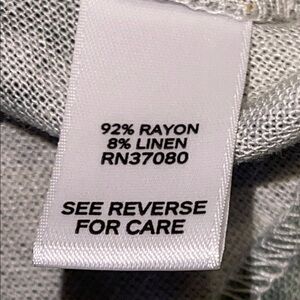 92% RAYON
8% LINEN
RN37080
SEE REVERSE
FOR CARE